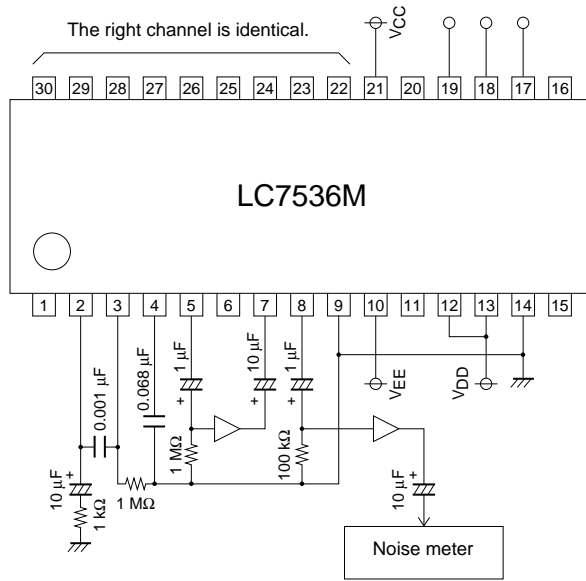 The right channel is identical.
VCC
30 29 28 27 26 25 24 23 22 21 20 19 18 17 16
LC7536M
1 2 3 4 5 6 7 8 9 10 11 12 13 14 15
0.001 µF
0.068 µF
1 µF
+
10 µF
+
1 µF
+
VEE
VDD
1 MΩ
100 kΩ
10 µF
+
1 kΩ
1 MΩ
10 µF
+
Noise meter